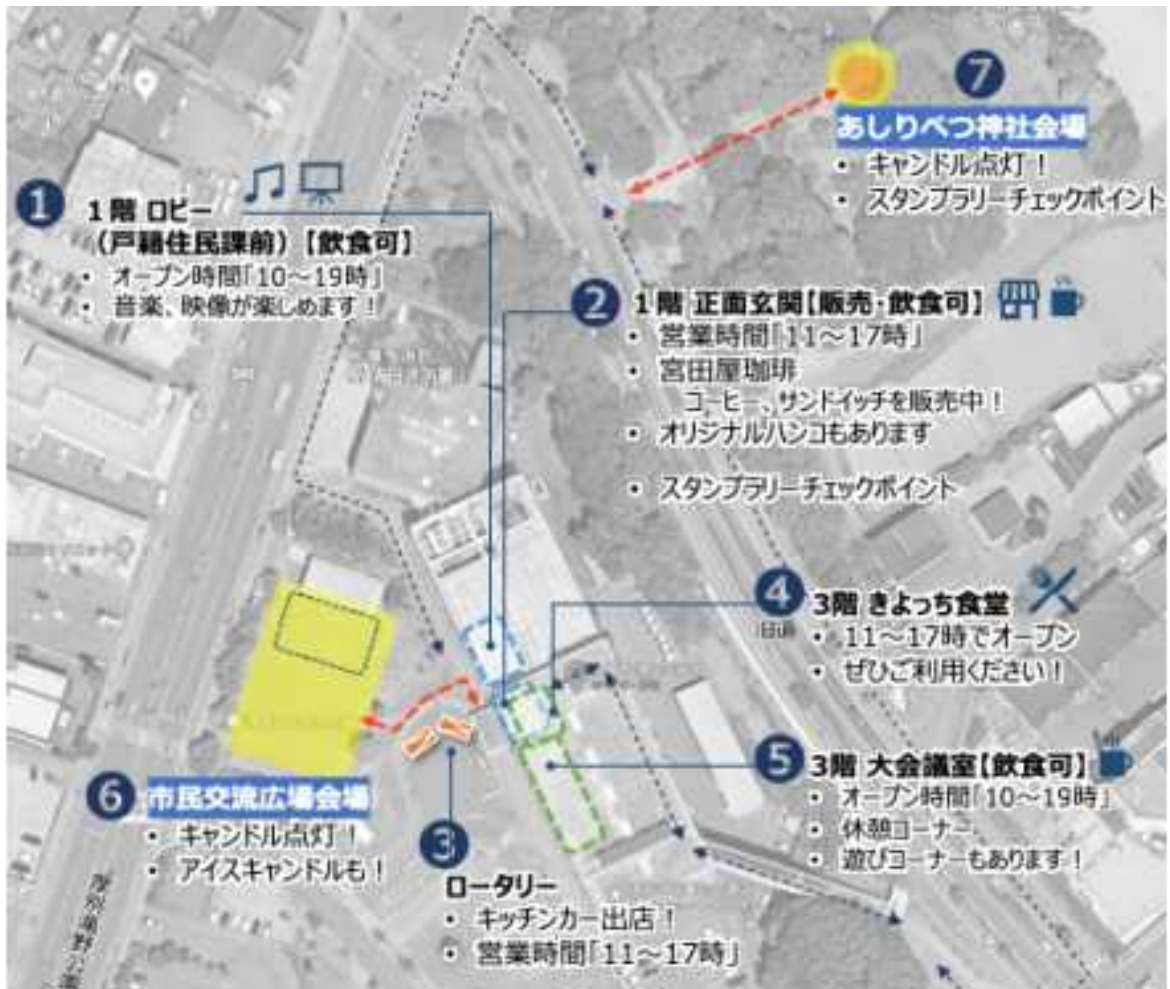 1
1階 ロビー
（戸籍住民課前）【飲食可】
・ オープン時間「10～19時」
・ 音楽、映像が楽しめます！
2
1階 正面玄関【販売・飲食可】
・ 営業時間「11～17時」
・ 宮田屋珈琲
コーヒー、サンドイッチを販売中！
・ オリジナルハンコもあります
・ スタンプラリーチェックポイント
3
ロータリー
・ キッチンカー出店！
・ 営業時間「11～17時」
4
3階 きよっち食堂
・ 11～17時でオープン
・ ぜひご利用ください！
5
3階 大会議室【飲食可】
・ オープン時間「10～19時」
・ 休憩コーナー
・ 遊びコーナーもあります！
6
市民交流広場会場
・ キャンドル点灯！
・ アイスキャンドルも！
7
あしりべつ神社会場
・ キャンドル点灯！
・ スタンプラリーチェックポイント